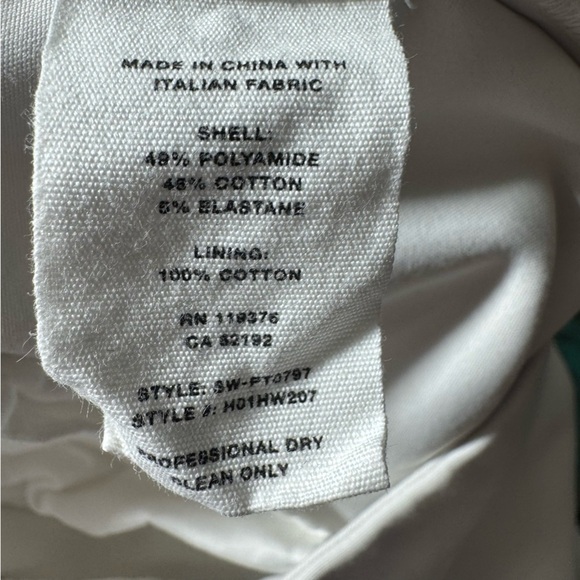 MADE IN CHINA WITH
ITALIAN FABRIC
SHELL:
49% POLYAMIDE
46% COTTON
5% ELASTANE
LINING:
100% COTTON
RN 119376
CA 52192
STYLE: SW-PT0797
STYLE #: H01HW207
PROFESSIONAL DRY
CLEAN ONLY